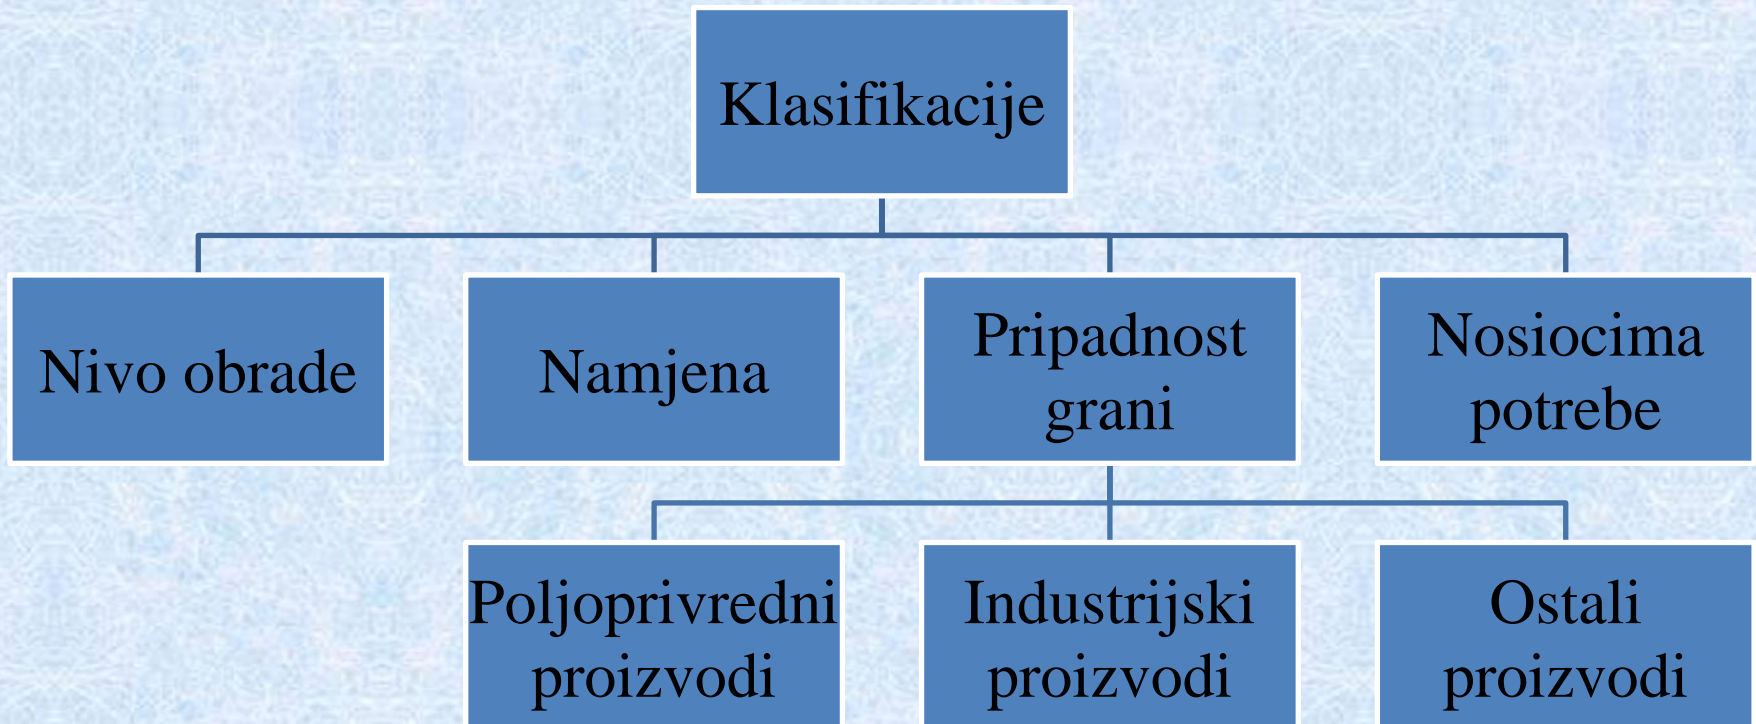 Klasifikacije
Nivo obrade
Namjena
Pripadnost
grani
Nosiocima
potrebe
Poljoprivredni
proizvodi
Industrijski
proizvodi
Ostali
proizvodi